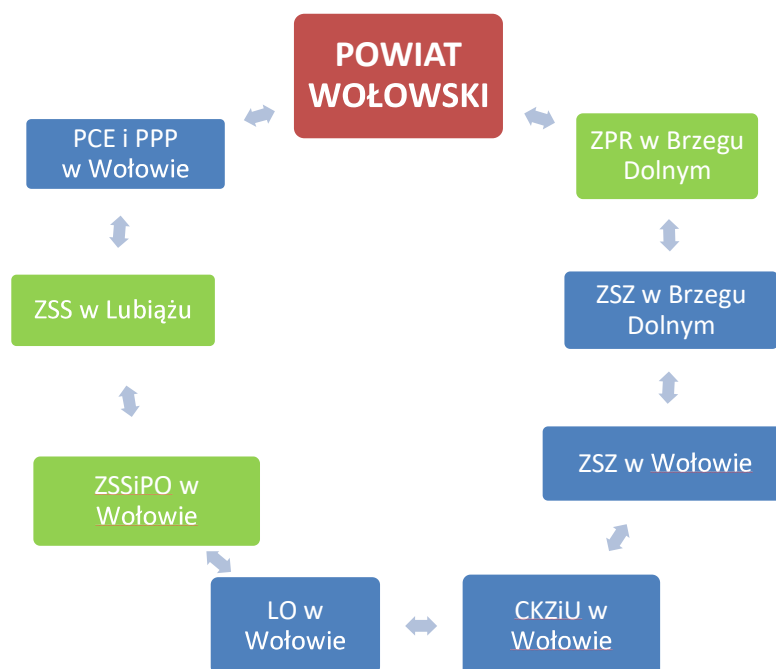 POWIAT
WOŁOWSKI
ZPR w Brzegu
Dolnym
ZSZ w Brzegu
Dolnym
ZSZ w Wołowie
CKZiU w
Wołowie
LO w
Wołowie
ZSSiPO w
Wołowie
ZSS w Lubiążu
PCE i PPP
w Wołowie